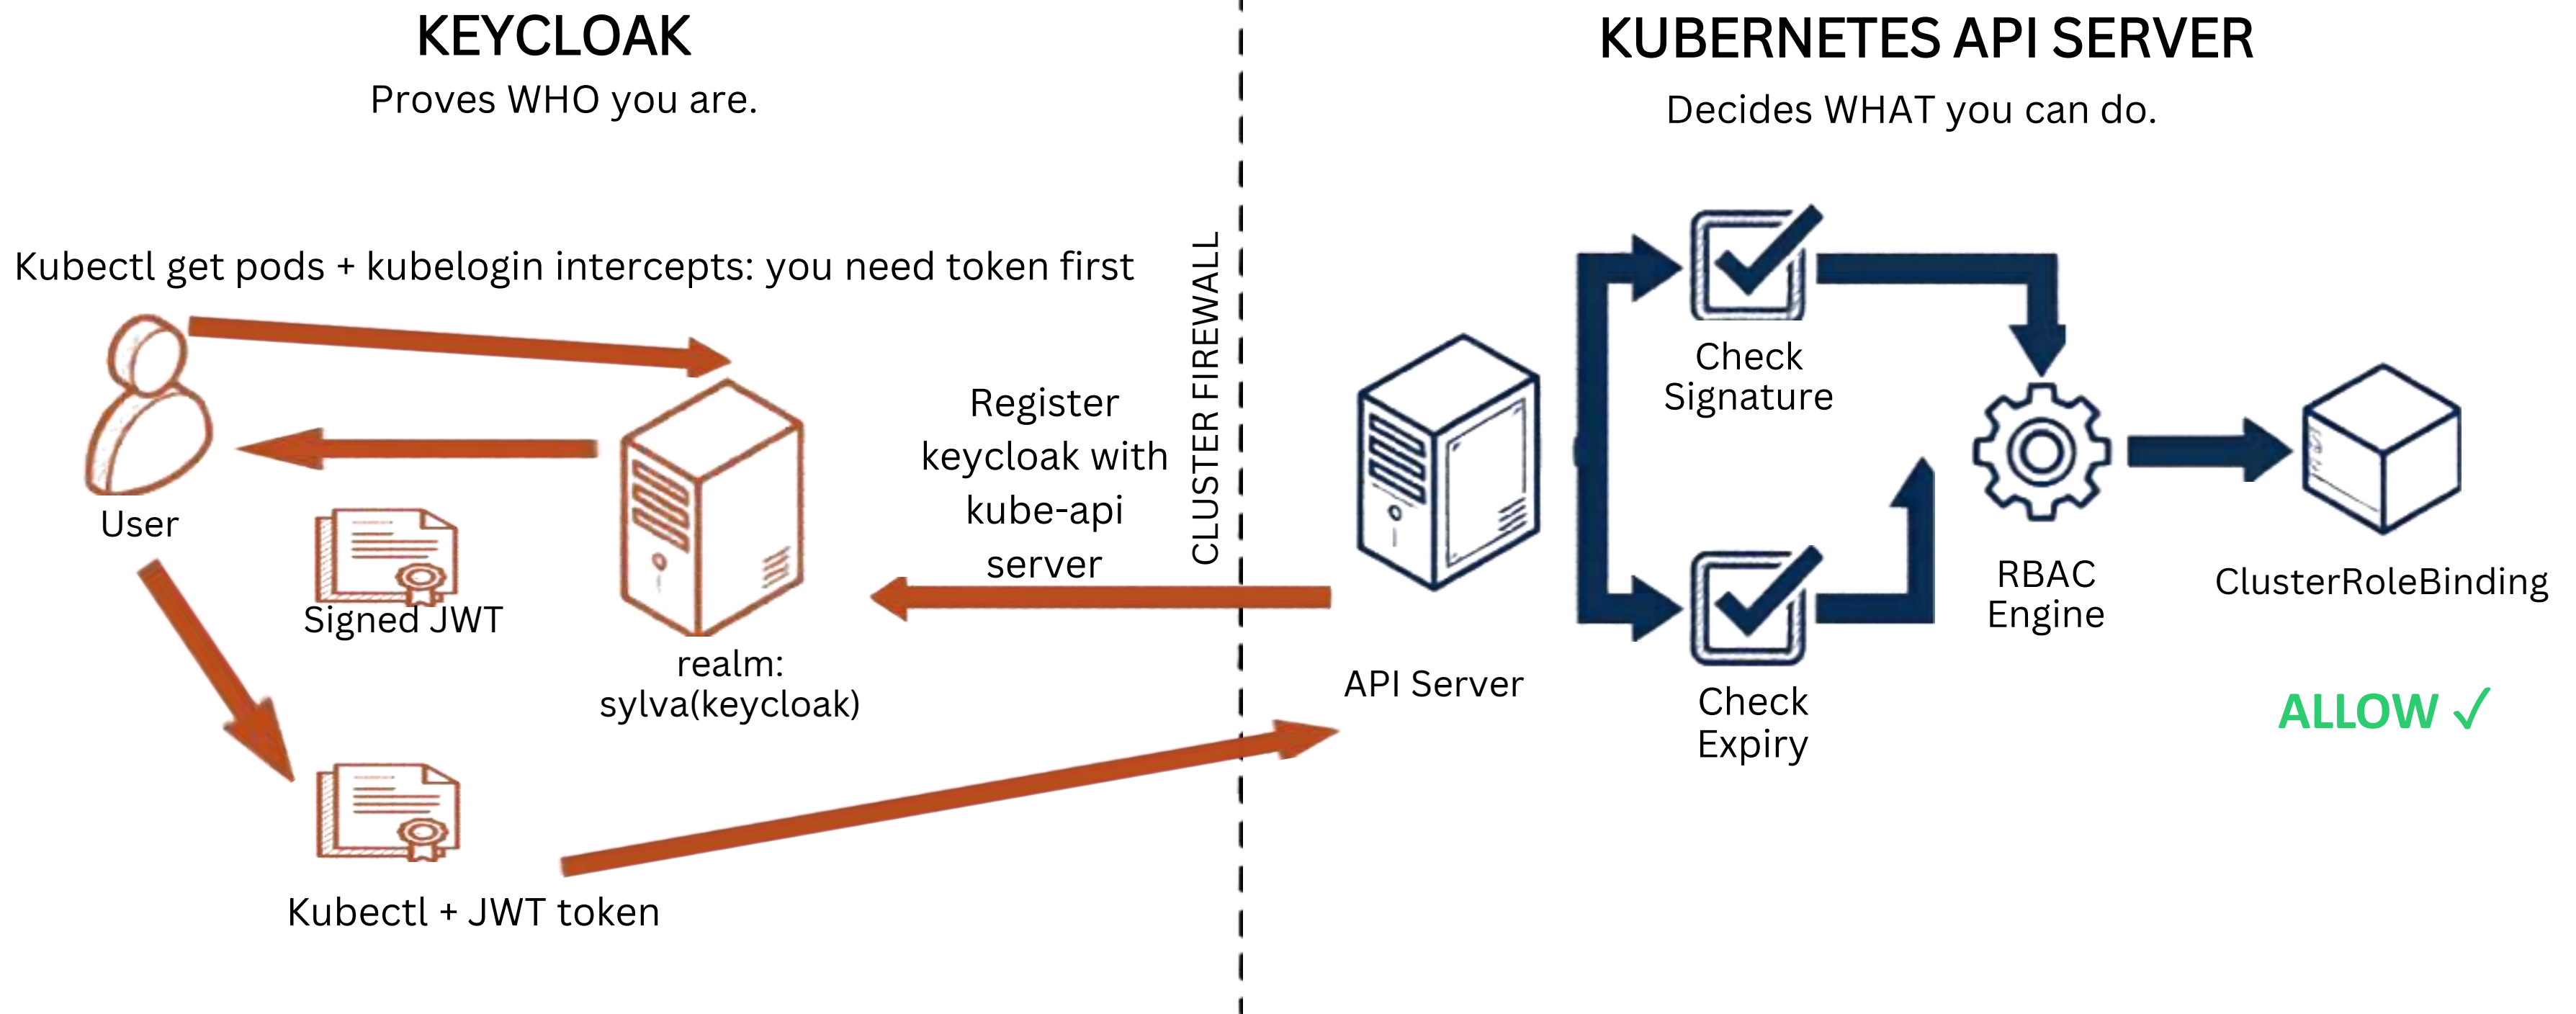 KEYCLOAK
Proves WHO you are.
KUBERNETES API SERVER
Decides WHAT you can do.
Kubectl get pods + kubelogin intercepts: you need token first
User
Signed JWT
realm:
sylva(keycloak)
Register
keycloak with
kube-api
server
CLUSTER FIREWALL
Kubectl + JWT token
API Server
Check
Signature
Check
Expiry
RBAC
Engine
ClusterRoleBinding
ALLOW ✓